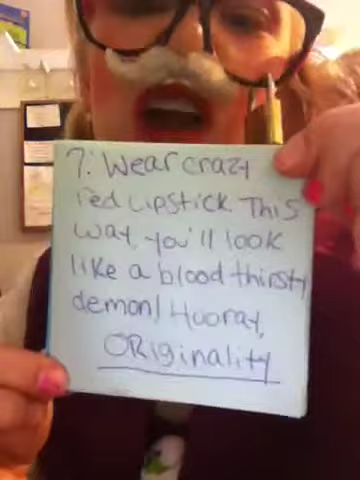 7. Wear crazy
red lipstick. This
way, you'll look
like a blood thirsty
demon! Hooray,
ORiginality